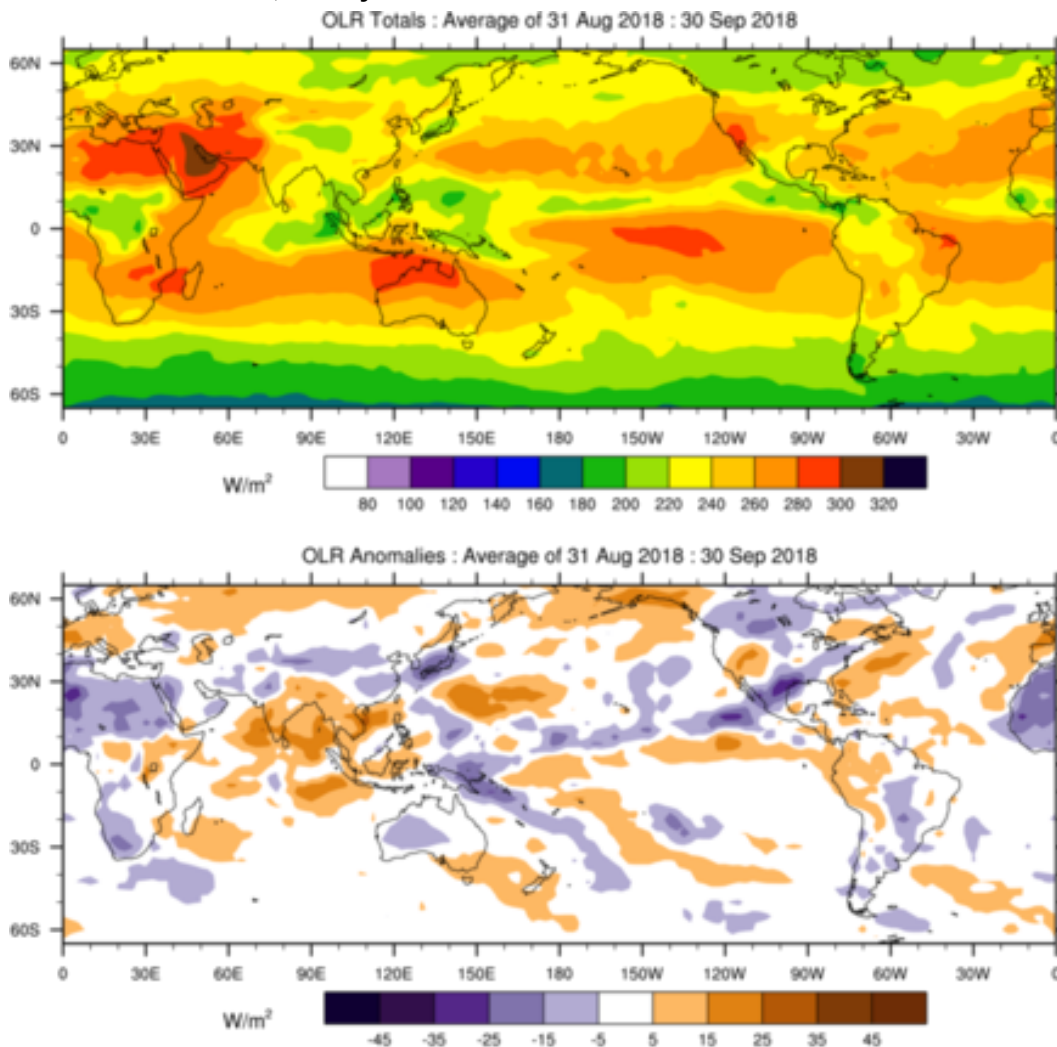 OLR Totals : Average of 31 Aug 2018 : 30 Sep 2018
60N
30N
0
30S
60S
0 30E 60E 90E 120E 150E 180 150W 120W 90W 60W 30W 0
W/m²
80 100 120 140 160 180 200 220 240 260 280 300 320
OLR Anomalies : Average of 31 Aug 2018 : 30 Sep 2018
60N
30N
0
30S
60S
0 30E 60E 90E 120E 150E 180 150W 120W 90W 60W 30W 0
W/m²
-45 -35 -25 -15 -5 5 15 25 35 45